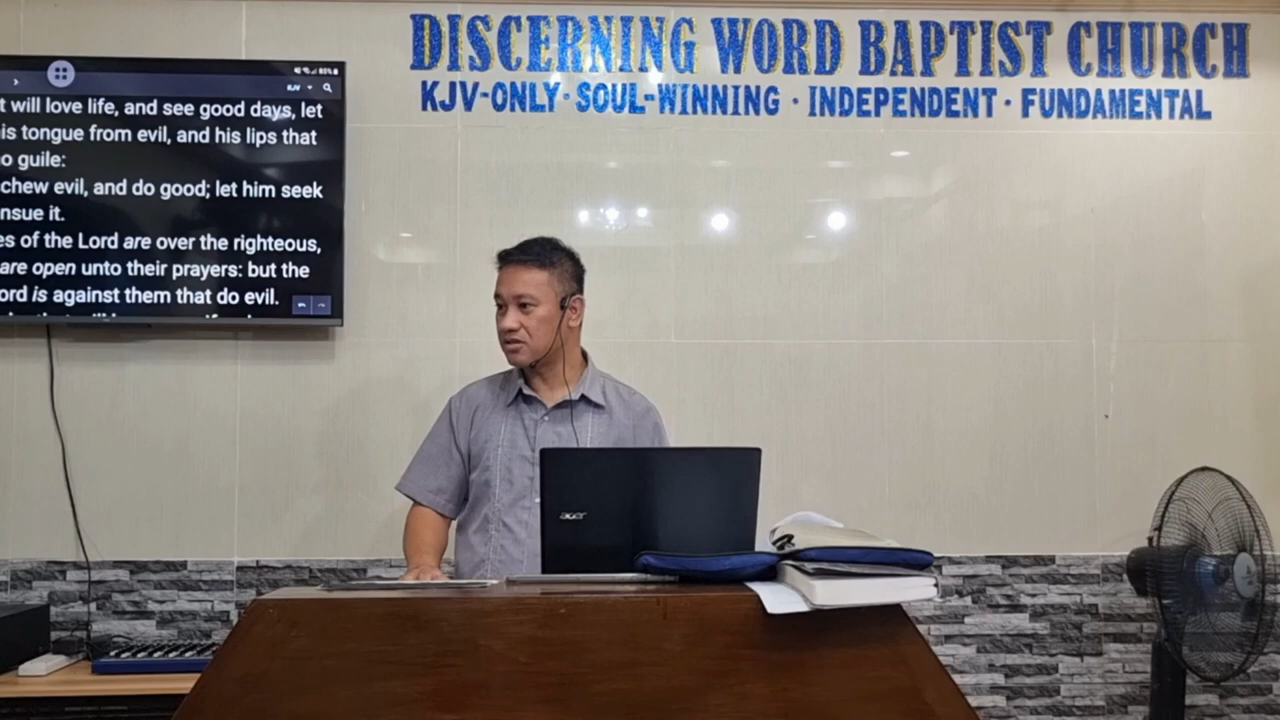 DISCERNING WORD BAPTIST CHURCH
KJV-ONLY · SOUL-WINNING · INDEPENDENT · FUNDAMENTAL
85%
KJV
t will love life, and see good days, let
is tongue from evil, and his lips that
o guile:
chew evil, and do good; let him seek
nsue it.
es of the Lord are over the righteous,
are open unto their prayers: but the
ord is against them that do evil.
acer